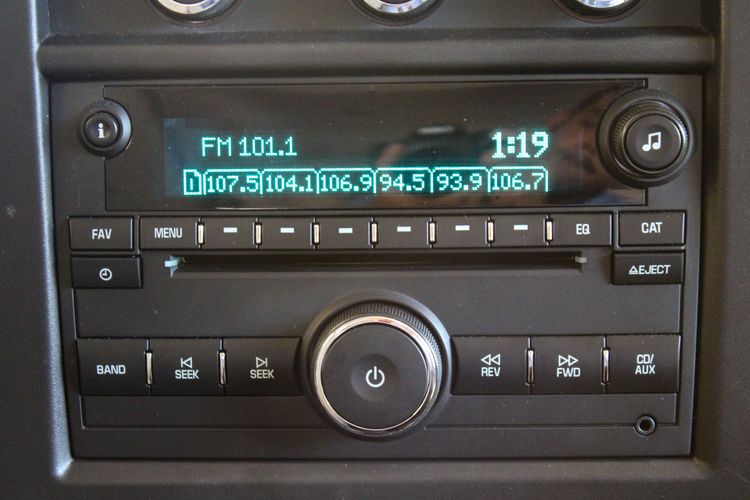 i
FM 101.1 1:19
1 107.5 104.1 106.9 94.5 93.9 106.7
FAV MENU EQ CAT
EJECT
BAND SEEK SEEK REV FWD CD/
AUX